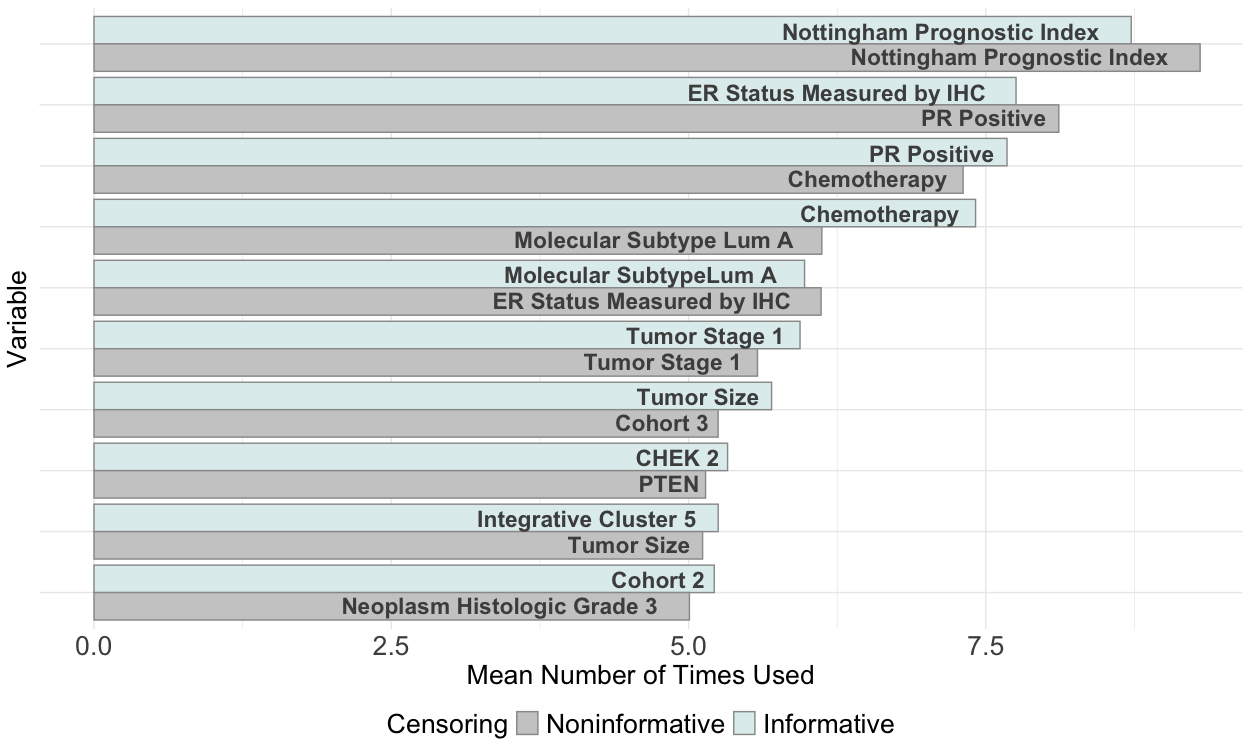 Nottingham Prognostic Index
Nottingham Prognostic Index
ER Status Measured by IHC
PR Positive
PR Positive
Chemotherapy
Chemotherapy
Molecular Subtype Lum A
Molecular SubtypeLum A
ER Status Measured by IHC
Tumor Stage 1
Tumor Stage 1
Tumor Size
Cohort 3
CHEK 2
PTEN
Integrative Cluster 5
Tumor Size
Cohort 2
Neoplasm Histologic Grade 3
Variable
0.0 2.5 5.0 7.5
Mean Number of Times Used
Censoring Noninformative Informative